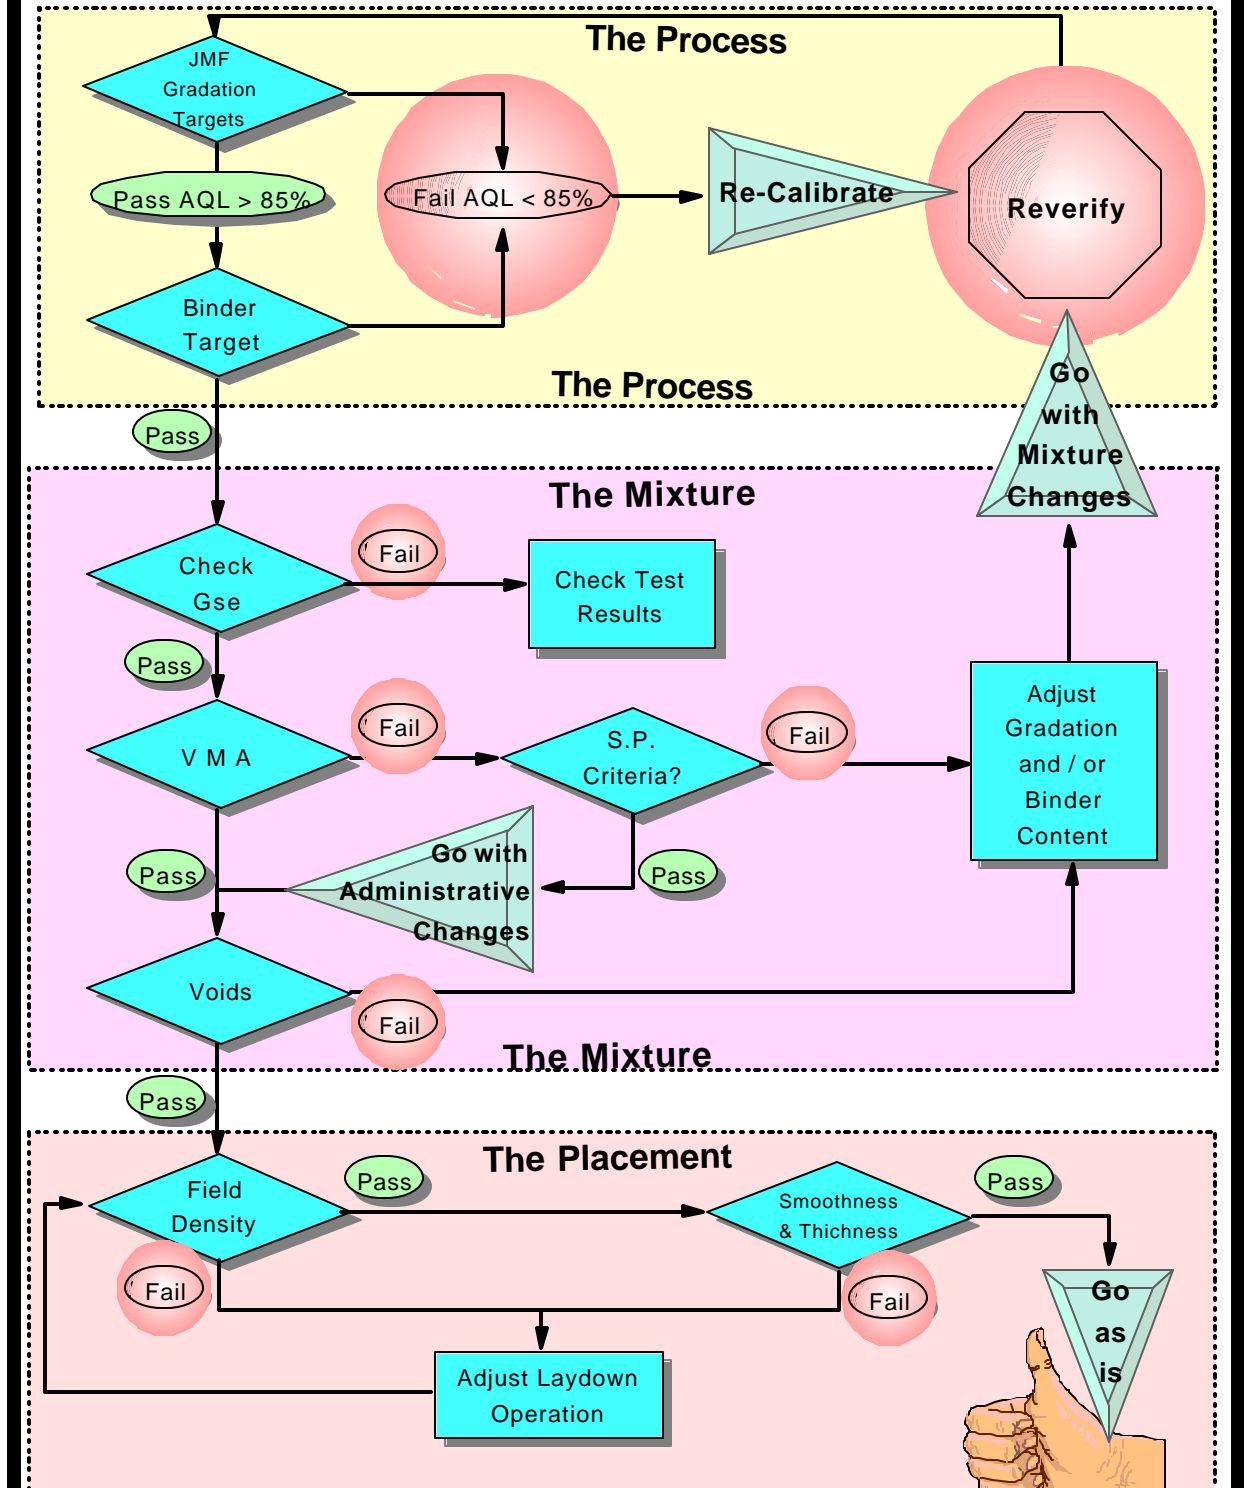 The Process
JMF
Gradation
Targets
Pass AQL > 85%
Fail AQL < 85%
Re-Calibrate
Reverify
Binder
Target
The Process
Go
with
Mixture
Changes
Pass
The Mixture
Check
Gse
Fail
Check Test
Results
Pass
V M A
Fail
S.P.
Criteria?
Fail
Adjust
Gradation
and / or
Binder
Content
Pass
Go with
Administrative
Changes
Pass
Voids
Fail
The Mixture
Pass
The Placement
Field
Density
Pass
Smoothness
& Thichness
Pass
Fail
Fail
Go
as
is
Adjust Laydown
Operation